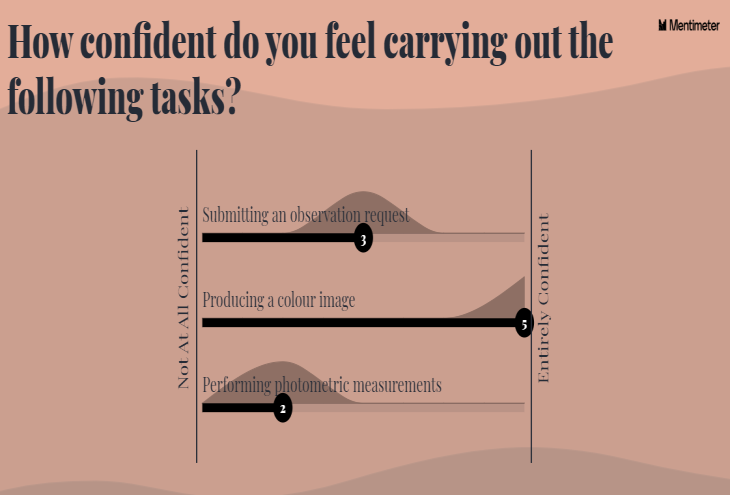 How confident do you feel carrying out the
following tasks?
Mentimeter
Not At All Confident
Submitting an observation request
3
Producing a colour image
5
Performing photometric measurements
2
Entirely Confident